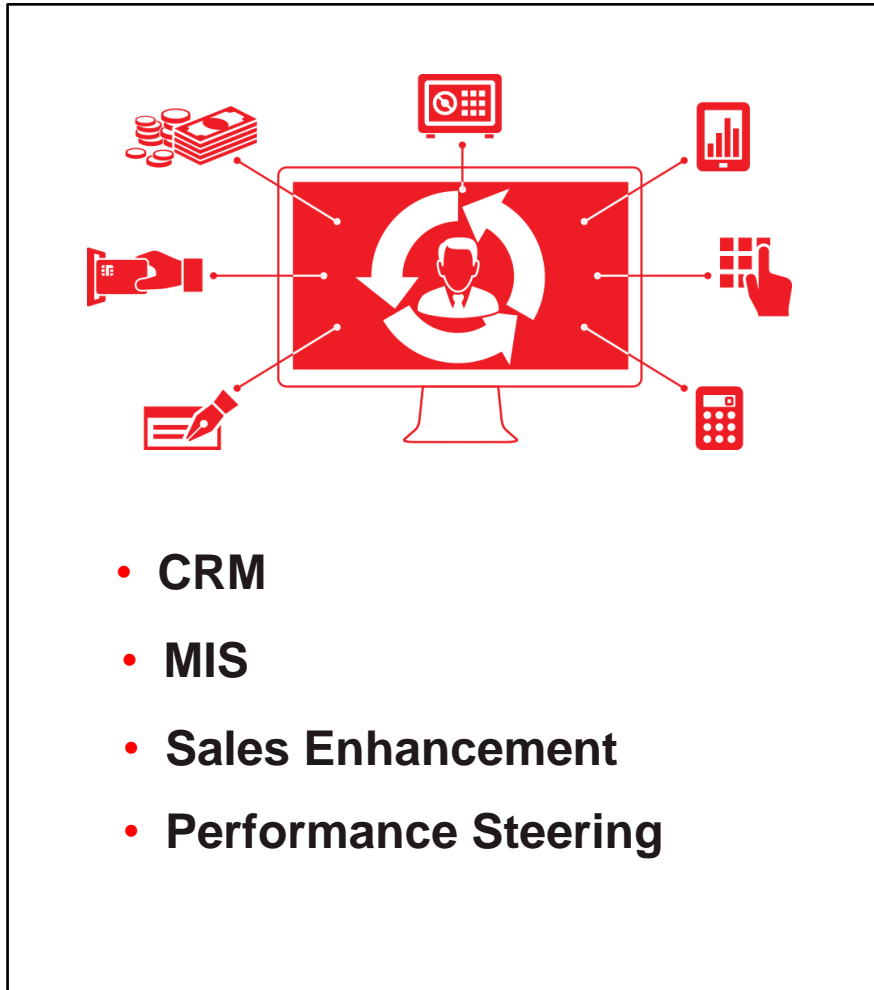 • CRM
• MIS
• Sales Enhancement
• Performance Steering